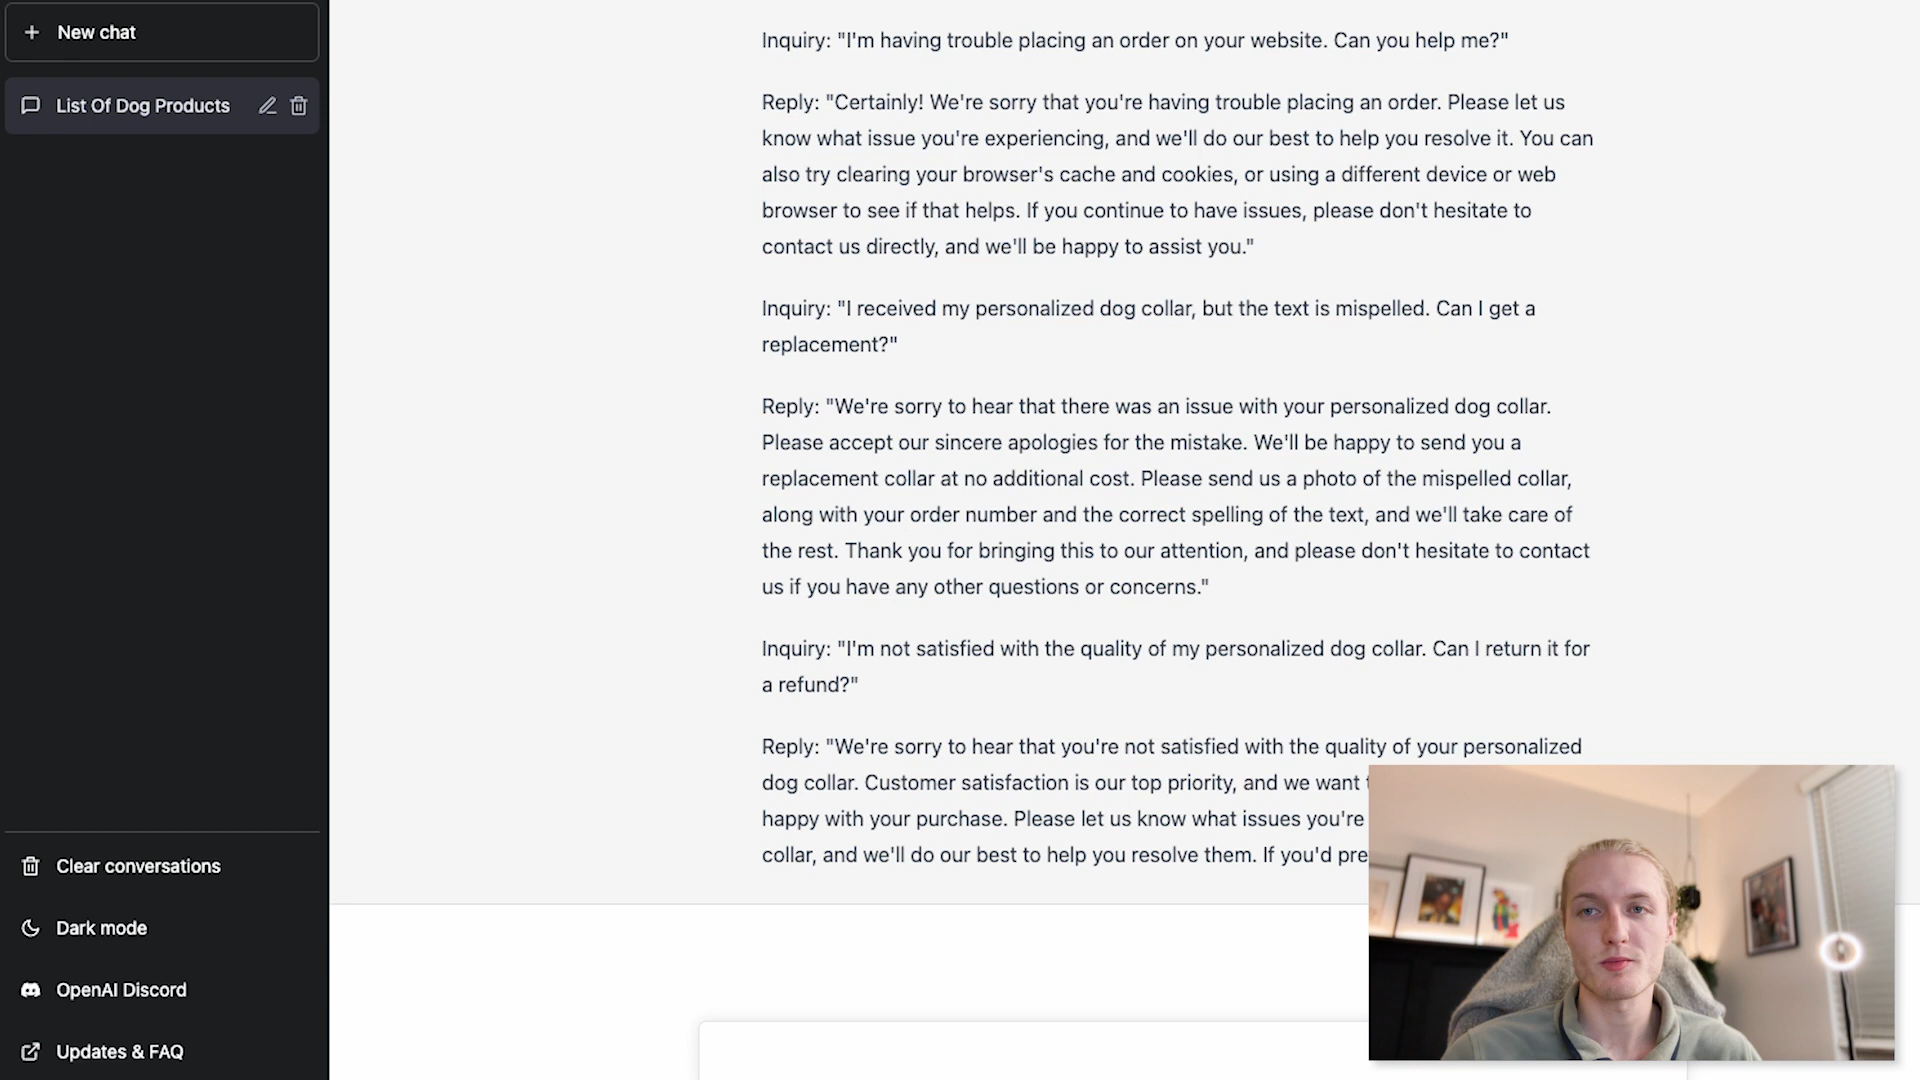 New chat
List Of Dog Products
Clear conversations
Dark mode
OpenAI Discord
Updates & FAQ
Inquiry: "I'm having trouble placing an order on your website. Can you help me?"
Reply: "Certainly! We're sorry that you're having trouble placing an order. Please let us
know what issue you're experiencing, and we'll do our best to help you resolve it. You can
also try clearing your browser's cache and cookies, or using a different device or web
browser to see if that helps. If you continue to have issues, please don't hesitate to
contact us directly, and we'll be happy to assist you."
Inquiry: "I received my personalized dog collar, but the text is mispelled. Can I get a
replacement?"
Reply: "We're sorry to hear that there was an issue with your personalized dog collar.
Please accept our sincere apologies for the mistake. We'll be happy to send you a
replacement collar at no additional cost. Please send us a photo of the mispelled collar,
along with your order number and the correct spelling of the text, and we'll take care of
the rest. Thank you for bringing this to our attention, and please don't hesitate to contact
us if you have any other questions or concerns."
Inquiry: "I'm not satisfied with the quality of my personalized dog collar. Can I return it for
a refund?"
Reply: "We're sorry to hear that you're not satisfied with the quality of your personalized
dog collar. Customer satisfaction is our top priority, and we want
happy with your purchase. Please let us know what issues you're
collar, and we'll do our best to help you resolve them. If you'd pre